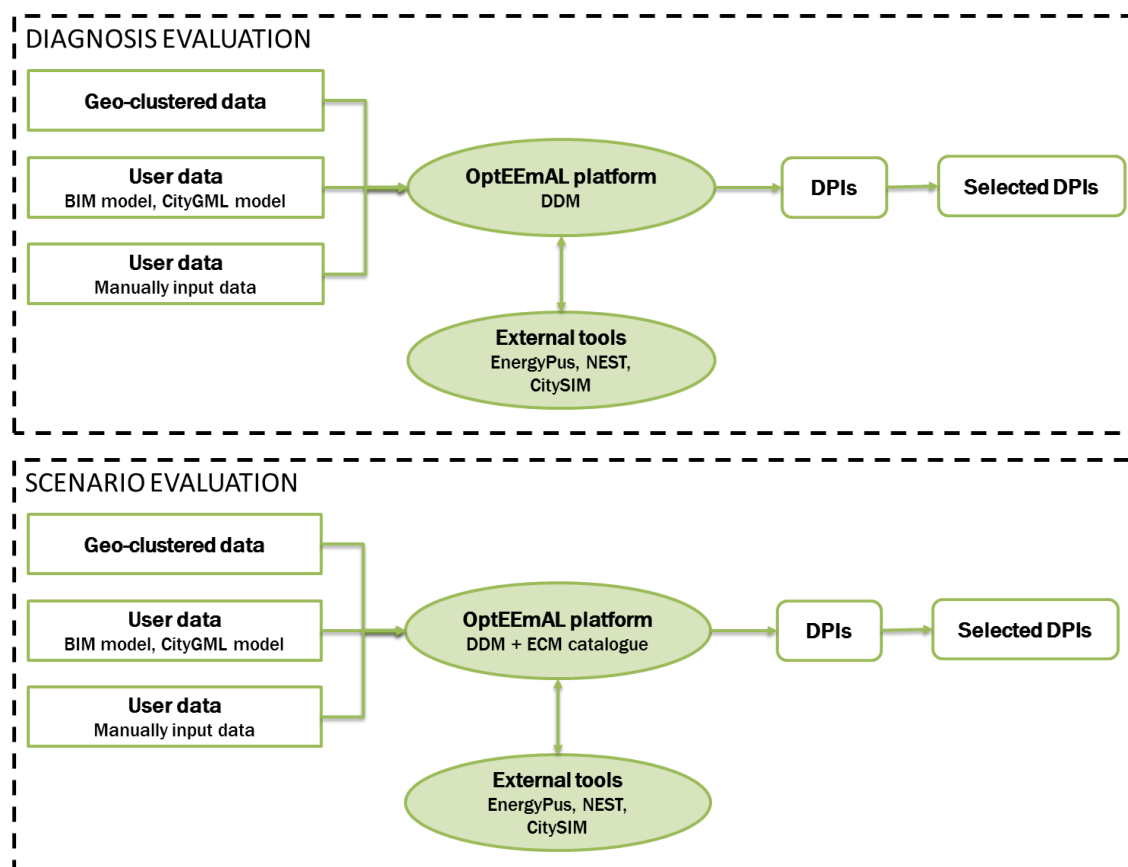 DIAGNOSIS EVALUATION
Geo-clustered data
User data
BIM model, CityGML model
User data
Manually input data
OptEEmAL platform
DDM
External tools
EnergyPus, NEST,
CitySIM
DPIs
Selected DPIs
SCENARIO EVALUATION
Geo-clustered data
User data
BIM model, CityGML model
User data
Manually input data
OptEEmAL platform
DDM + ECM catalogue
External tools
EnergyPus, NEST,
CitySIM
DPIs
Selected DPIs